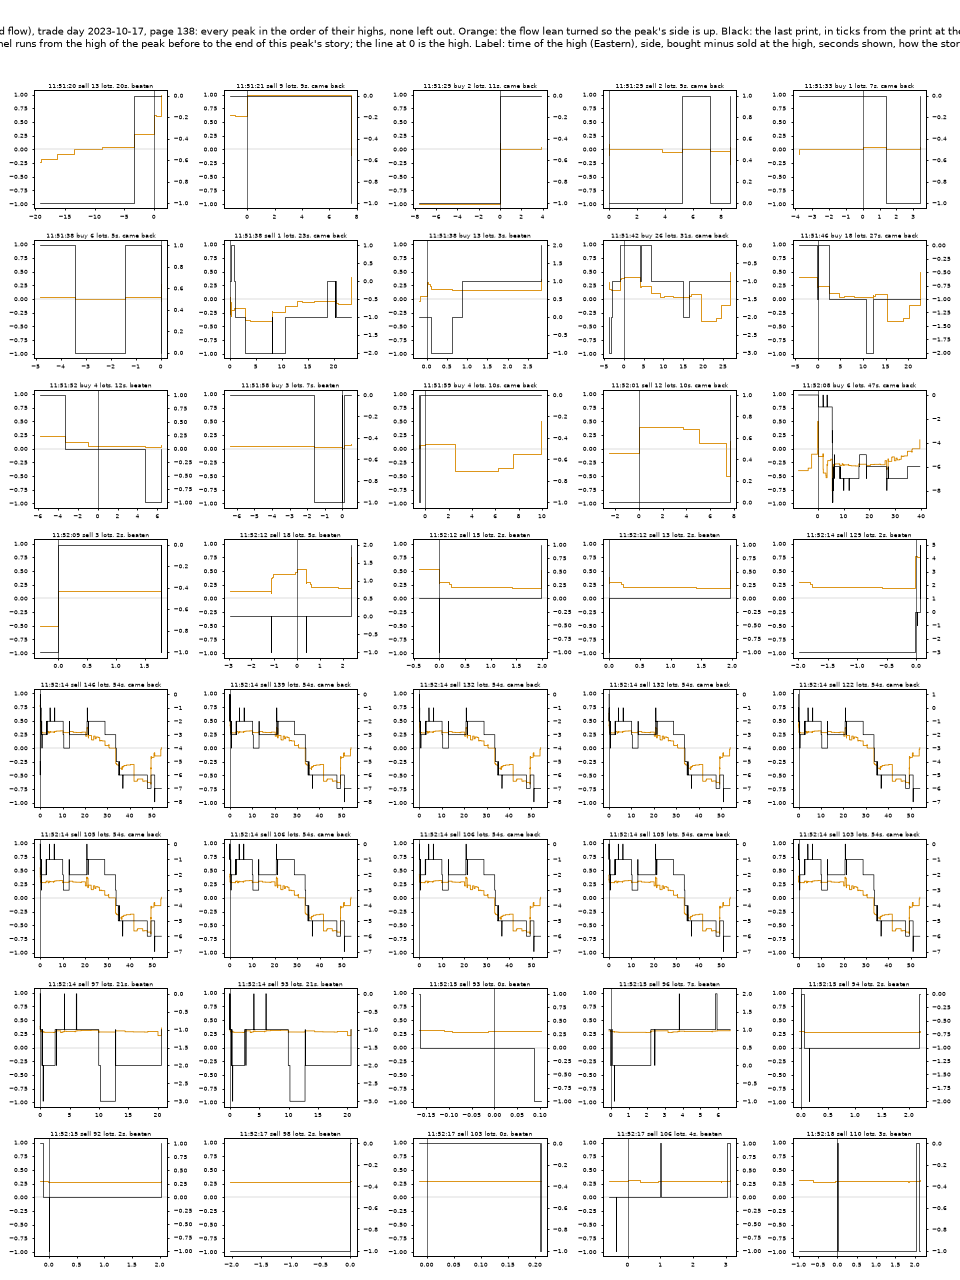 d flow), trade day 2023-10-17, page 138: every peak in the order of their highs, none left out. Orange: the flow lean turned so the peak's side is up. Black: the last print, in ticks from the print at the
nel runs from the high of the peak before to the end of this peak's story; the line at 0 is the high. Label: time of the high (Eastern), side, bought minus sold at the high, seconds shown, how the stor
11:51:20 sell 13 lots. 20s. beaten
11:51:21 sell 9 lots. 9s. came back
11:51:29 buy 2 lots. 11s. came back
11:51:29 sell 2 lots. 9s. came back
11:51:33 buy 1 lots. 7s. came back
11:51:38 buy 6 lots. 5s. came back
11:51:38 sell 1 lots. 23s. came back
11:51:38 buy 13 lots. 3s. beaten
11:51:42 buy 26 lots. 31s. came back
11:51:46 buy 18 lots. 27s. came back
11:51:52 buy 4 lots. 12s. beaten
11:51:58 buy 3 lots. 7s. beaten
11:51:59 buy 4 lots. 10s. came back
11:52:01 sell 12 lots. 10s. came back
11:52:08 buy 6 lots. 47s. came back
11:52:09 sell 3 lots. 2s. beaten
11:52:12 sell 18 lots. 5s. beaten
11:52:12 sell 15 lots. 2s. beaten
11:52:12 sell 13 lots. 2s. beaten
11:52:14 sell 125 lots. 2s. beaten
11:52:14 sell 146 lots. 54s. came back
11:52:14 sell 139 lots. 54s. came back
11:52:14 sell 132 lots. 54s. came back
11:52:14 sell 132 lots. 54s. came back
11:52:14 sell 122 lots. 54s. came back
11:52:14 sell 105 lots. 54s. came back
11:52:14 sell 106 lots. 54s. came back
11:52:14 sell 106 lots. 54s. came back
11:52:14 sell 105 lots. 54s. came back
11:52:14 sell 103 lots. 54s. came back
11:52:14 sell 97 lots. 21s. beaten
11:52:14 sell 93 lots. 21s. beaten
11:52:15 sell 93 lots. 0s. beaten
11:52:15 sell 96 lots. 7s. beaten
11:52:15 sell 94 lots. 2s. beaten
11:52:15 sell 92 lots. 2s. beaten
11:52:17 sell 98 lots. 2s. beaten
11:52:17 sell 103 lots. 0s. beaten
11:52:17 sell 106 lots. 4s. beaten
11:52:18 sell 110 lots. 3s. beaten